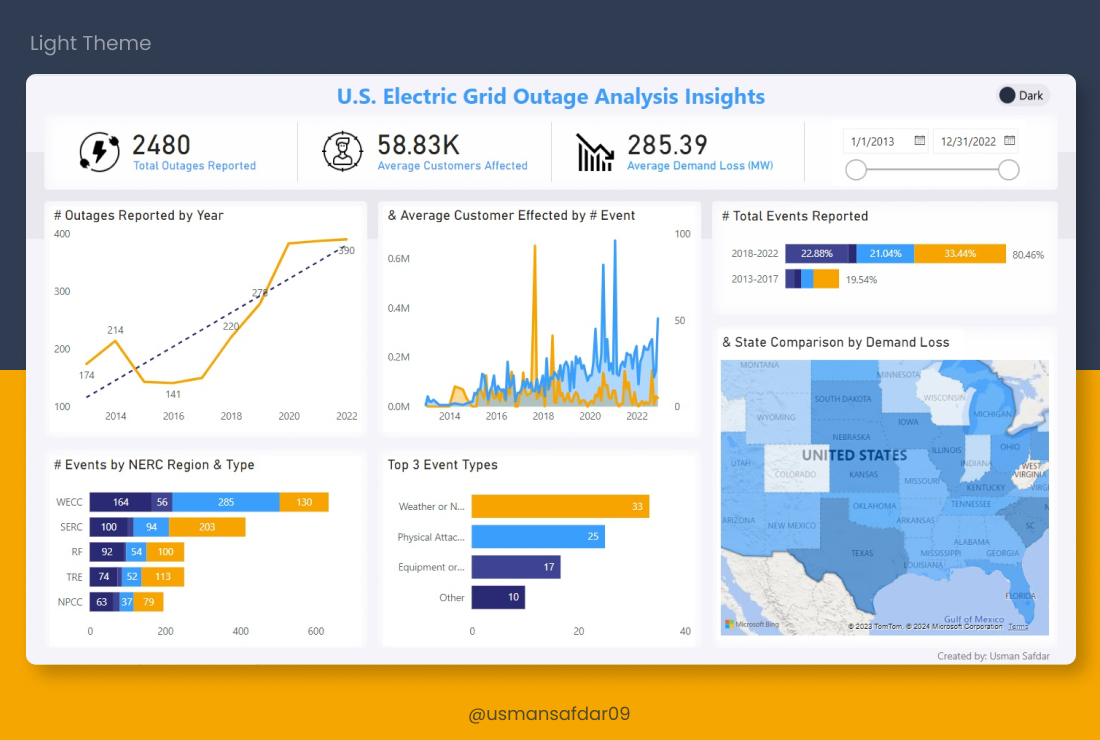 Light Theme
U.S. Electric Grid Outage Analysis Insights
Dark
2480
Total Outages Reported
58.83K
Average Customers Affected
285.39
Average Demand Loss (MW)
1/1/2013
12/31/2022
# Outages Reported by Year
400
300
200
100
174
214
141
220
278
390
2014
2016
2018
2020
2022
& Average Customer Effected by # Event
0.6M
0.4M
0.2M
0.0M
100
50
0
2014
2016
2018
2020
2022
# Total Events Reported
2018-2022
22.88%
21.04%
33.44%
80.46%
2013-2017
19.54%
& State Comparison by Demand Loss
MONTANA
MINNESOTA
SOUTH DAKOTA
WISCONSIN
MICHIGAN
WYOMING
IOWA
NEBRASKA
ILLINOIS
INDIANA
OHIO
UNITED STATES
UTAH
COLORADO
KANSAS
MISSOURI
WEST
VIRGINIA
VIRG
KENTUCKY
TENNESSEE
ARIZONA
NEW MEXICO
OKLAHOMA
ARKANSAS
SC
TEXAS
MISSISSIPPI
ALABAMA
GEORGIA
LOUISIANA
FLORIDA
Gulf of Mexico
Microsoft Bing
© 2023 TomTom, © 2024 Microsoft Corporation Terms
# Events by NERC Region & Type
WECC 164 56 285 130
SERC 100 94 203
RF 92 54 100
TRE 74 52 113
NPCC 63 37 79
0 200 400 600
Top 3 Event Types
Weather or N... 33
Physical Attac... 25
Equipment or... 17
Other 10
0 20 40
Created by: Usman Safdar
@usmansafdar09